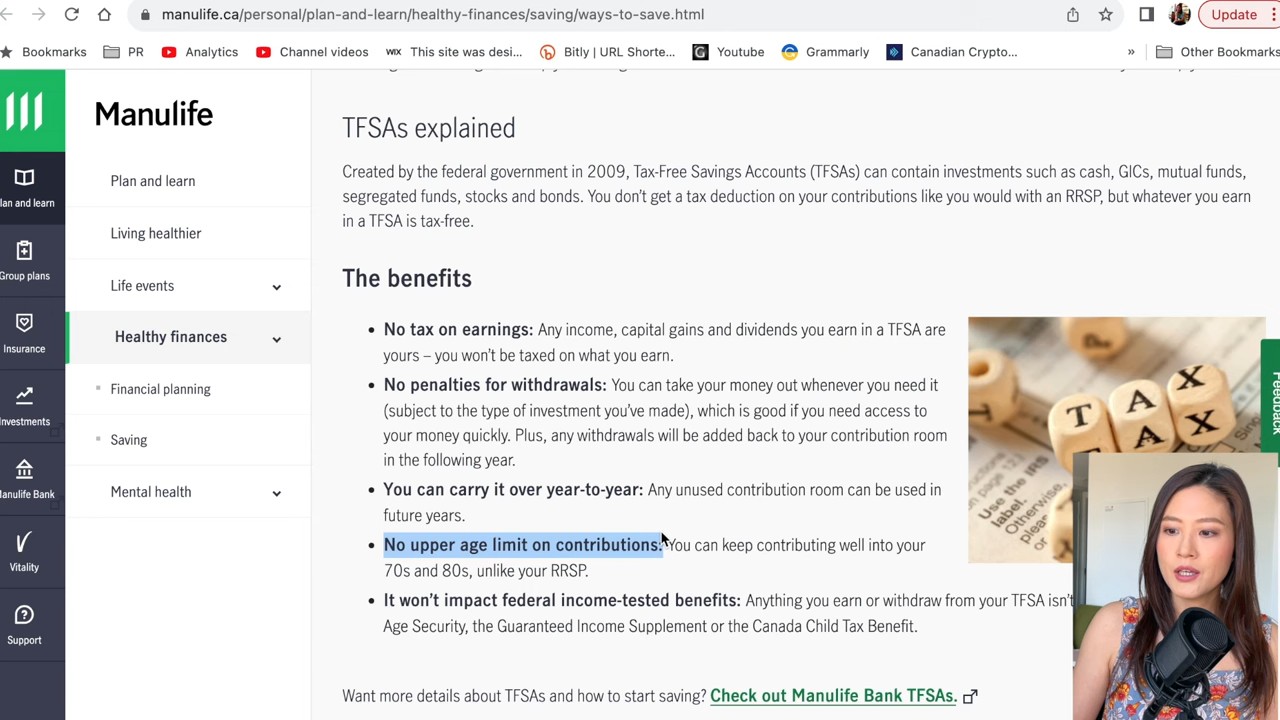 manulife.ca/personal/plan-and-learn/healthy-finances/saving/ways-to-save.html
Update
Bookmarks
PR
Analytics
Channel videos
WIX
This site was desi...
Bitly | URL Shorte...
Youtube
Grammarly
Canadian Crypto...
»
Other Bookmarks
Manulife
lan and learn
Group plans
Insurance
nvestments
Manulife Bank
Vitality
Support
Plan and learn
Living healthier
Life events
Healthy finances
Financial planning
Saving
Mental health
TFSAs explained
Created by the federal government in 2009, Tax-Free Savings Accounts (TFSAs) can contain investments such as cash, GICs, mutual funds,
segregated funds, stocks and bonds. You don't get a tax deduction on your contributions like you would with an RRSP, but whatever you earn
in a TFSA is tax-free.
The benefits
• No tax on earnings: Any income, capital gains and dividends you earn in a TFSA are
yours – you won't be taxed on what you earn.
• No penalties for withdrawals: You can take your money out whenever you need it
(subject to the type of investment you've made), which is good if you need access to
your money quickly. Plus, any withdrawals will be added back to your contribution room
in the following year.
• You can carry it over year-to-year: Any unused contribution room can be used in
future years.
• No upper age limit on contributions: You can keep contributing well into your
70s and 80s, unlike your RRSP.
• It won't impact federal income-tested benefits: Anything you earn or withdraw from your TFSA isn't
Age Security, the Guaranteed Income Supplement or the Canada Child Tax Benefit.
Want more details about TFSAs and how to start saving? Check out Manulife Bank TFSAs.
TAX
X
Use the
label.
Otherwise,
Feedback